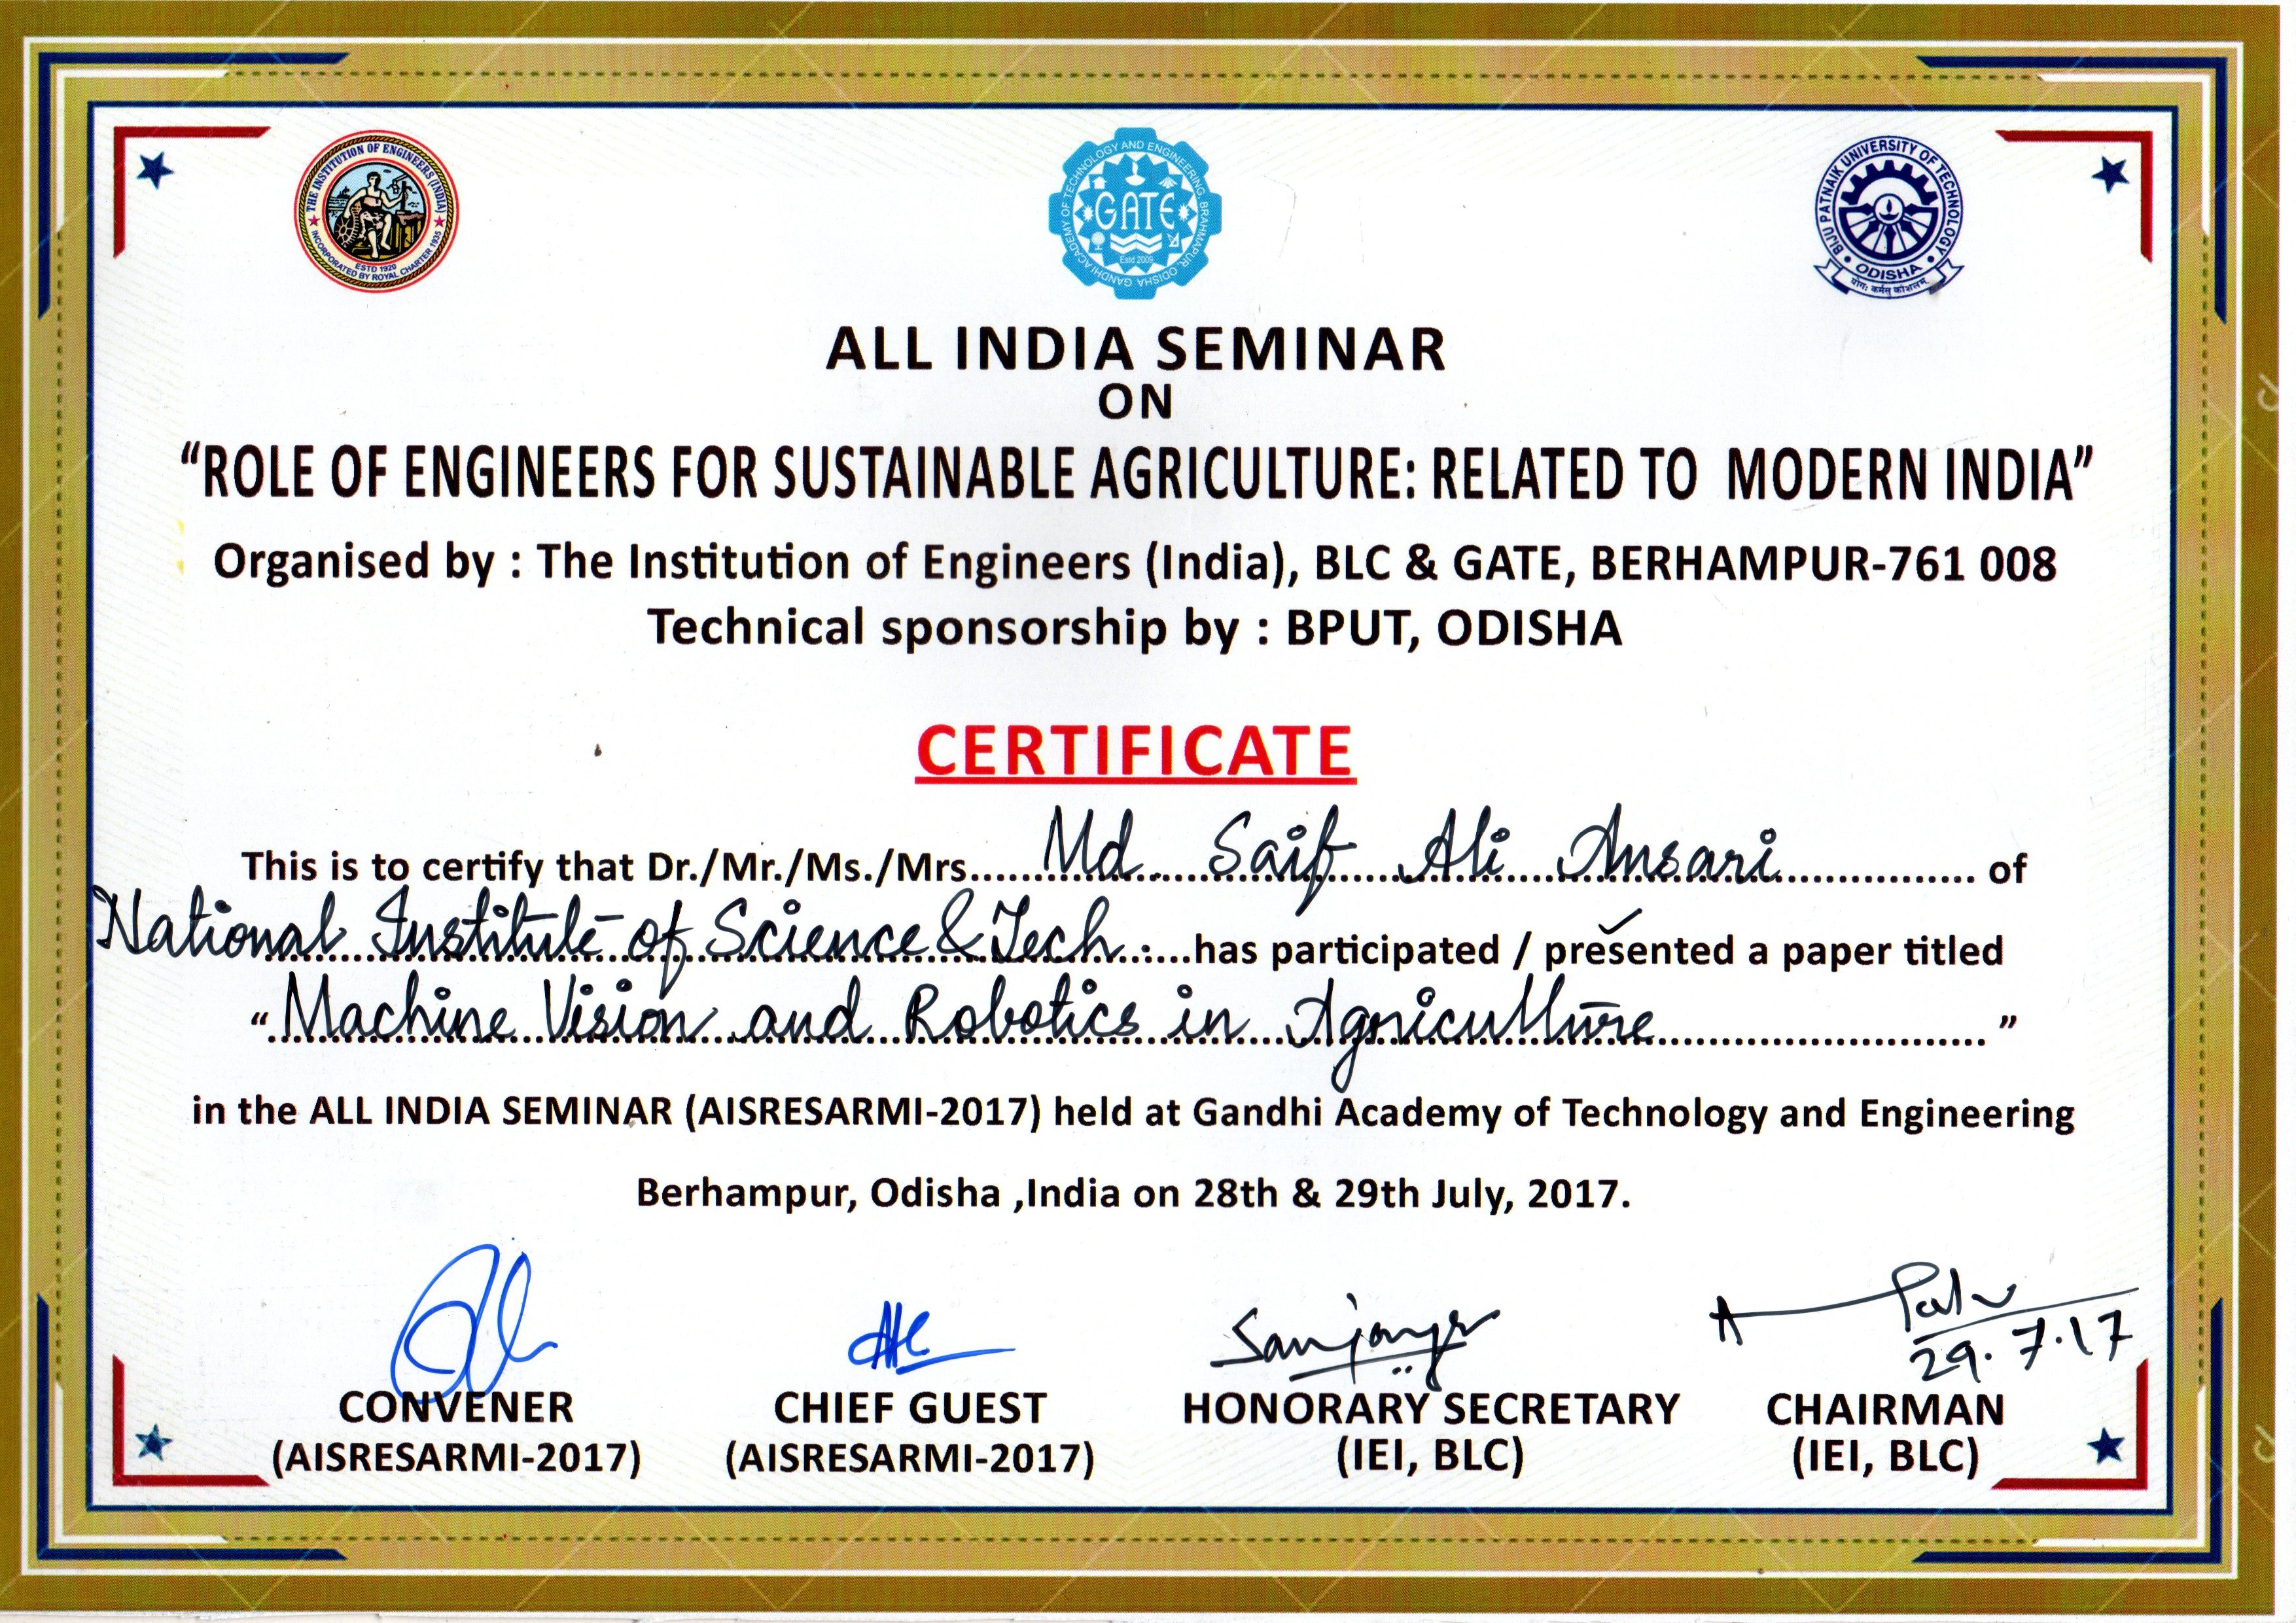 THE INSTITUTION OF ENGINEERS (INDIA)
ESTD 1920
INCORPORATED BY ROYAL CHARTER 1935
GANDHI ACADEMY OF TECHNOLOGY AND ENGINEERING, BRAHMAPUR, ODISHA
GATE
Estd 2009
BIJU PATNAIK UNIVERSITY OF TECHNOLOGY
ODISHA
योगः कर्मसु कौशलम्
ALL INDIA SEMINAR
ON
“ROLE OF ENGINEERS FOR SUSTAINABLE AGRICULTURE: RELATED TO MODERN INDIA”
Organised by : The Institution of Engineers (India), BLC & GATE, BERHAMPUR-761 008
Technical sponsorship by : BPUT, ODISHA
CERTIFICATE
This is to certify that Dr./Mr./Ms./Mrs. Md. Saif Ali Ansari of
National Institute of Science & Tech. has participated / presented a paper titled
“Machine Vision and Robotics in Agriculture”
in the ALL INDIA SEMINAR (AISRESARMI-2017) held at Gandhi Academy of Technology and Engineering
Berhampur, Odisha ,India on 28th & 29th July, 2017.
29.7.17
CONVENER CHIEF GUEST HONORARY SECRETARY CHAIRMAN
(AISRESARMI-2017) (AISRESARMI-2017) (IEI, BLC) (IEI, BLC)